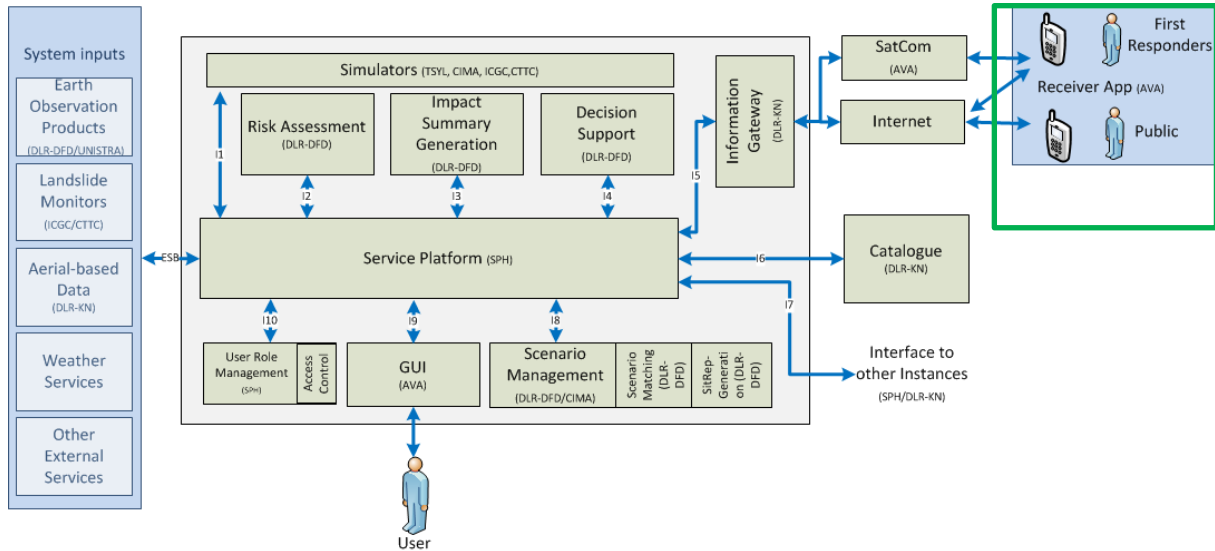 System inputs
Earth
Observation
Products
(DLR-DFD/UNISTRA)
Landslide
Monitors
(ICGC/CTTC)
Aerial-based
Data
(DLR-KN)
Weather
Services
Other
External
Services
ESB
Simulators (TSYL, CIMA, ICGC,CTTC)
Risk Assessment
(DLR-DFD)
Impact
Summary
Generation
(DLR-DFD)
Decision
Support
(DLR-DFD)
I1
I2
I3
I4
I5
Service Platform (SPH)
I10
I9
I8
User Role
Management
(SPH)
Access
Control
GUI
(AVA)
Scenario
Management
(DLR-DFD/CIMA)
Scenario
Matching
(DLR-
DFD)
SitRep-
Generati
on (DLR-
DFD)
User
Information
Gateway
(DLR-KN)
SatCom
(AVA)
Internet
I6
Catalogue
(DLR-KN)
I7
Interface to
other Instances
(SPH/DLR-KN)
First
Responders
Receiver App (AVA)
Public